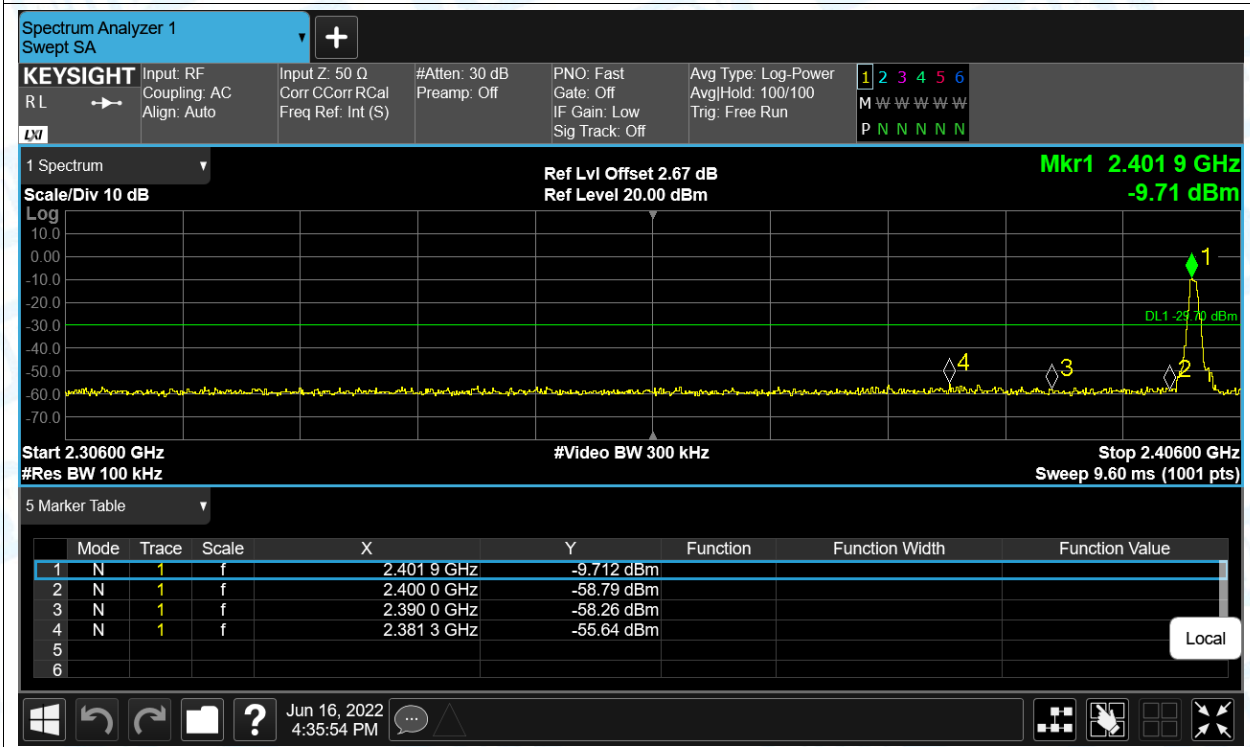 Spectrum Analyzer 1
Swept SA
KEYSIGHT
R L
LXI
Input: RF
Coupling: AC
Align: Auto
Input Z: 50 Ω
Corr CCorr RCal
Freq Ref: Int (S)
#Atten: 30 dB
Preamp: Off
PNO: Fast
Gate: Off
IF Gain: Low
Sig Track: Off
Avg Type: Log-Power
Avg|Hold: 100/100
Trig: Free Run
1 2 3 4 5 6
M W W W W W
P N N N N N
1 Spectrum
Scale/Div 10 dB
Ref Lvl Offset 2.67 dB
Ref Level 20.00 dBm
Mkr1 2.401 9 GHz
-9.71 dBm
Log
10.0
0.00
-10.0
-20.0
-30.0
-40.0
-50.0
-60.0
-70.0
1
DL1 -29.70 dBm
4
3
2
Start 2.30600 GHz
#Res BW 100 kHz
#Video BW 300 kHz
Stop 2.40600 GHz
Sweep 9.60 ms (1001 pts)
5 Marker Table
Mode Trace Scale X Y Function Function Width Function Value
1 N 1 f 2.401 9 GHz -9.712 dBm
2 N 1 f 2.400 0 GHz -58.79 dBm
3 N 1 f 2.390 0 GHz -58.26 dBm
4 N 1 f 2.381 3 GHz -55.64 dBm
5
6
Local
?
Jun 16, 2022
4:35:54 PM